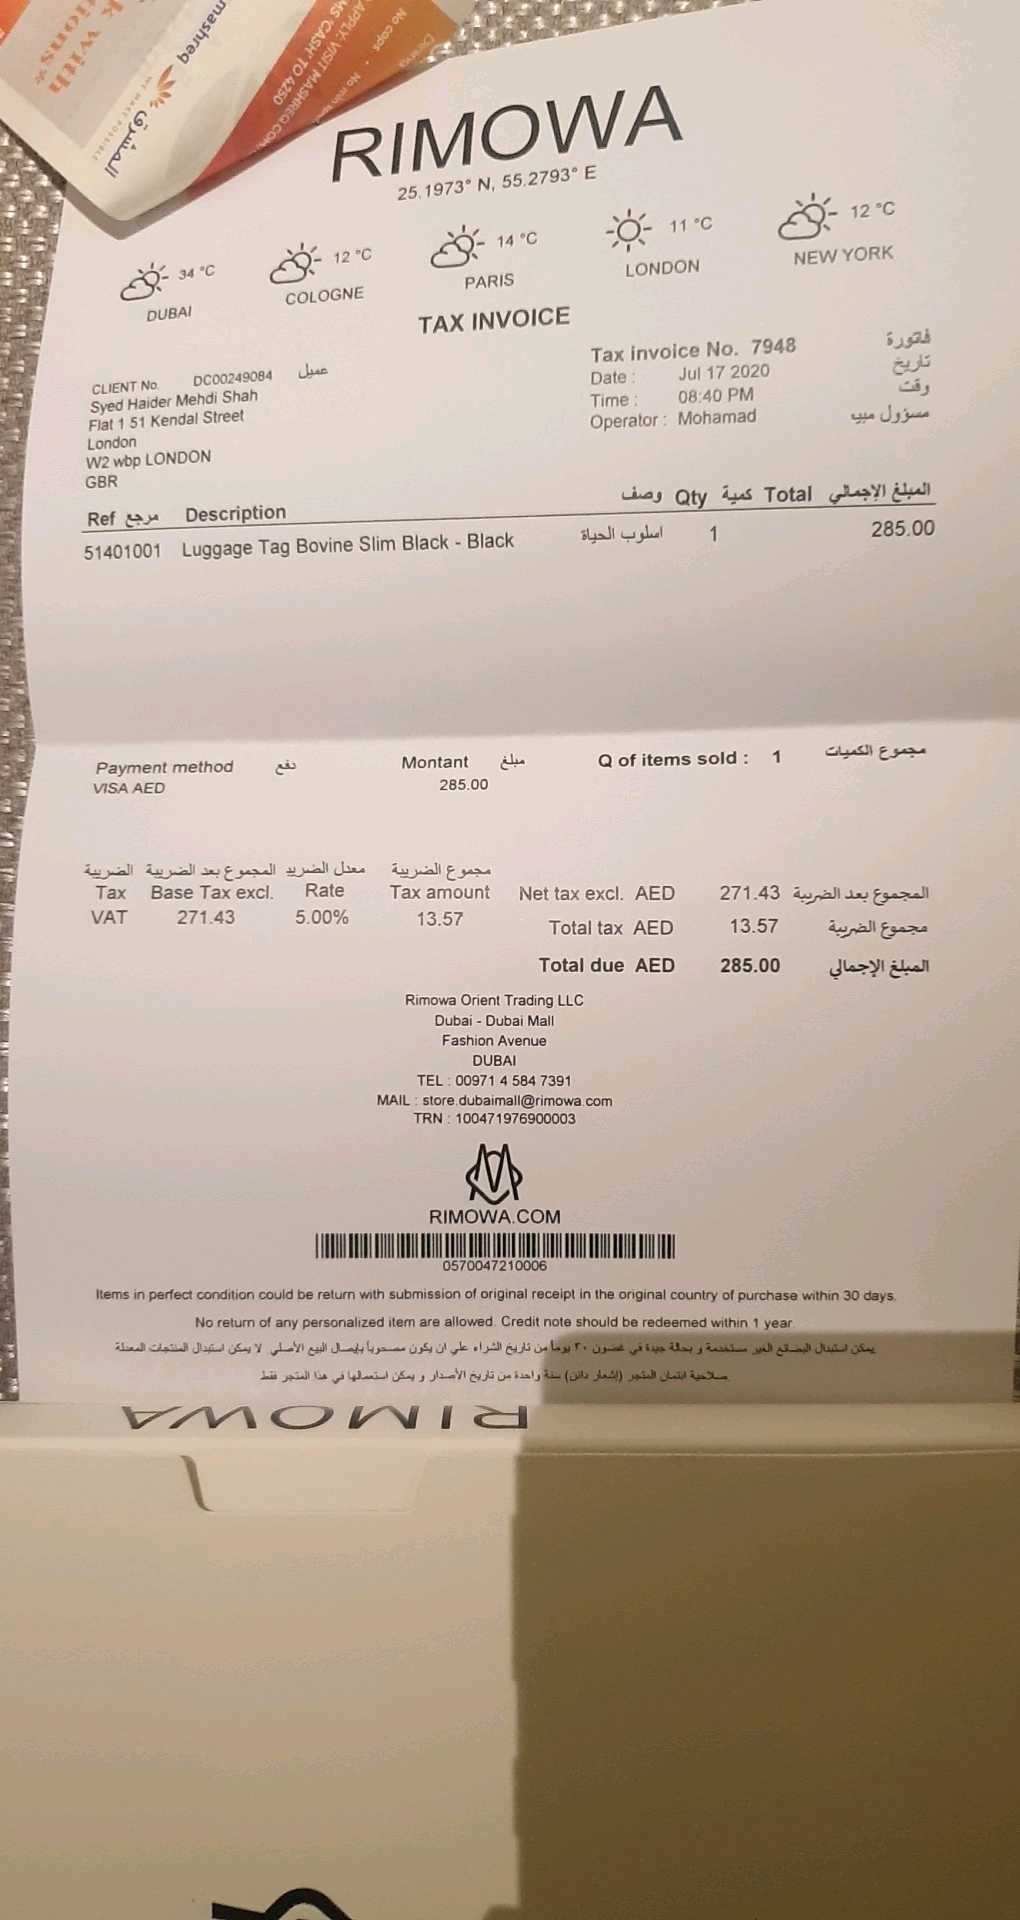 k with
tions*
mashreq
المشرق
WE MAKE POSSIBLE
MS 'CASH' TO 4250
APPLY. VISIT MASHREQ.COM/
No caps • No min
RIMOWA
25.1973° N, 55.2793° E
34 °C 12 °C 14 °C 11 °C 12 °C
DUBAI COLOGNE PARIS LONDON NEW YORK
TAX INVOICE
CLIENT No. DC00249084 عميل
Syed Haider Mehdi Shah
Flat 1 51 Kendal Street
London
W2 wbp LONDON
GBR
Tax invoice No. 7948 فاتورة
Date : Jul 17 2020 تاريخ
Time : 08:40 PM وقت
Operator : Mohamad مسؤول مبيب
Ref مرجع Description وصف Qty كمية Total المبلغ الإجمالي
51401001 Luggage Tag Bovine Slim Black - Black اسلوب الحياة 1 285.00
Payment method دفع Montant مبلغ Q of items sold : 1 مجموع الكميات
VISA AED 285.00
الضريبة المجموع بعد الضريبة معدل الضريبد مجموع الضريبة
Tax Base Tax excl. Rate Tax amount
VAT 271.43 5.00% 13.57
Net tax excl. AED 271.43 المجموع بعد الضريبة
Total tax AED 13.57 مجموع الضريبة
Total due AED 285.00 المبلغ الإجمالي
Rimowa Orient Trading LLC
Dubai - Dubai Mall
Fashion Avenue
DUBAI
TEL : 00971 4 584 7391
MAIL : store.dubaimall@rimowa.com
TRN : 100471976900003
RIMOWA.COM
0570047210006
Items in perfect condition could be return with submission of original receipt in the original country of purchase within 30 days.
No return of any personalized item are allowed. Credit note should be redeemed within 1 year.
يمكن استبدال البضائع الغير مستخدمة و بحالة جيدة في غضون ٣٠ يوماً من تاريخ الشراء علي ان يكون مصحوباً بإيصال البيع الأصلي لا يمكن استبدال المنتجات المعدلة
صلاحية ائتمان المتجر (إشعار دائن) سنة واحدة من تاريخ الأصدار و يمكن استعمالها في هذا المتجر فقط.
RIMOWA